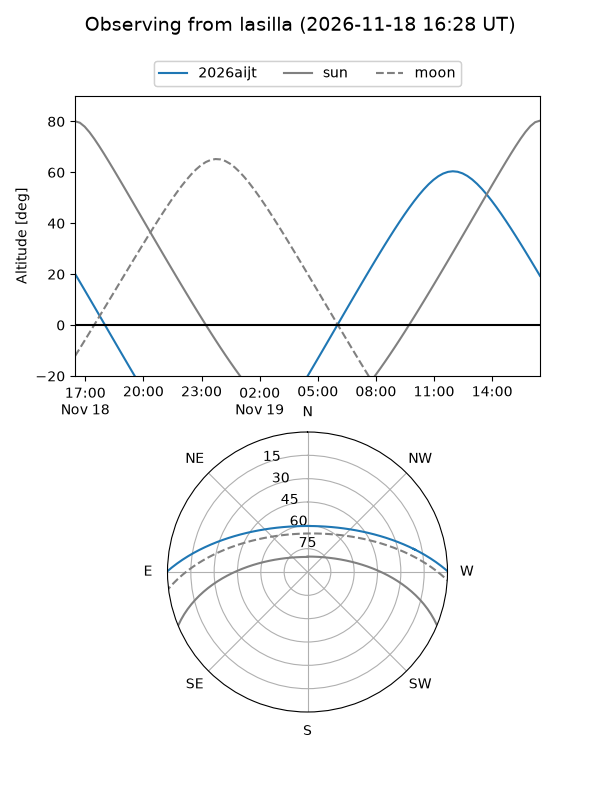 Observing from lasilla (2026-11-18 16:28 UT)
2026aijt sun moon
Altitude [deg]
80
60
40
20
0
−20
17:00 20:00 23:00 02:00 05:00 08:00 11:00 14:00
Nov 18 Nov 19
N
NE NW
15
30
45
60
75
E W
SE SW
S